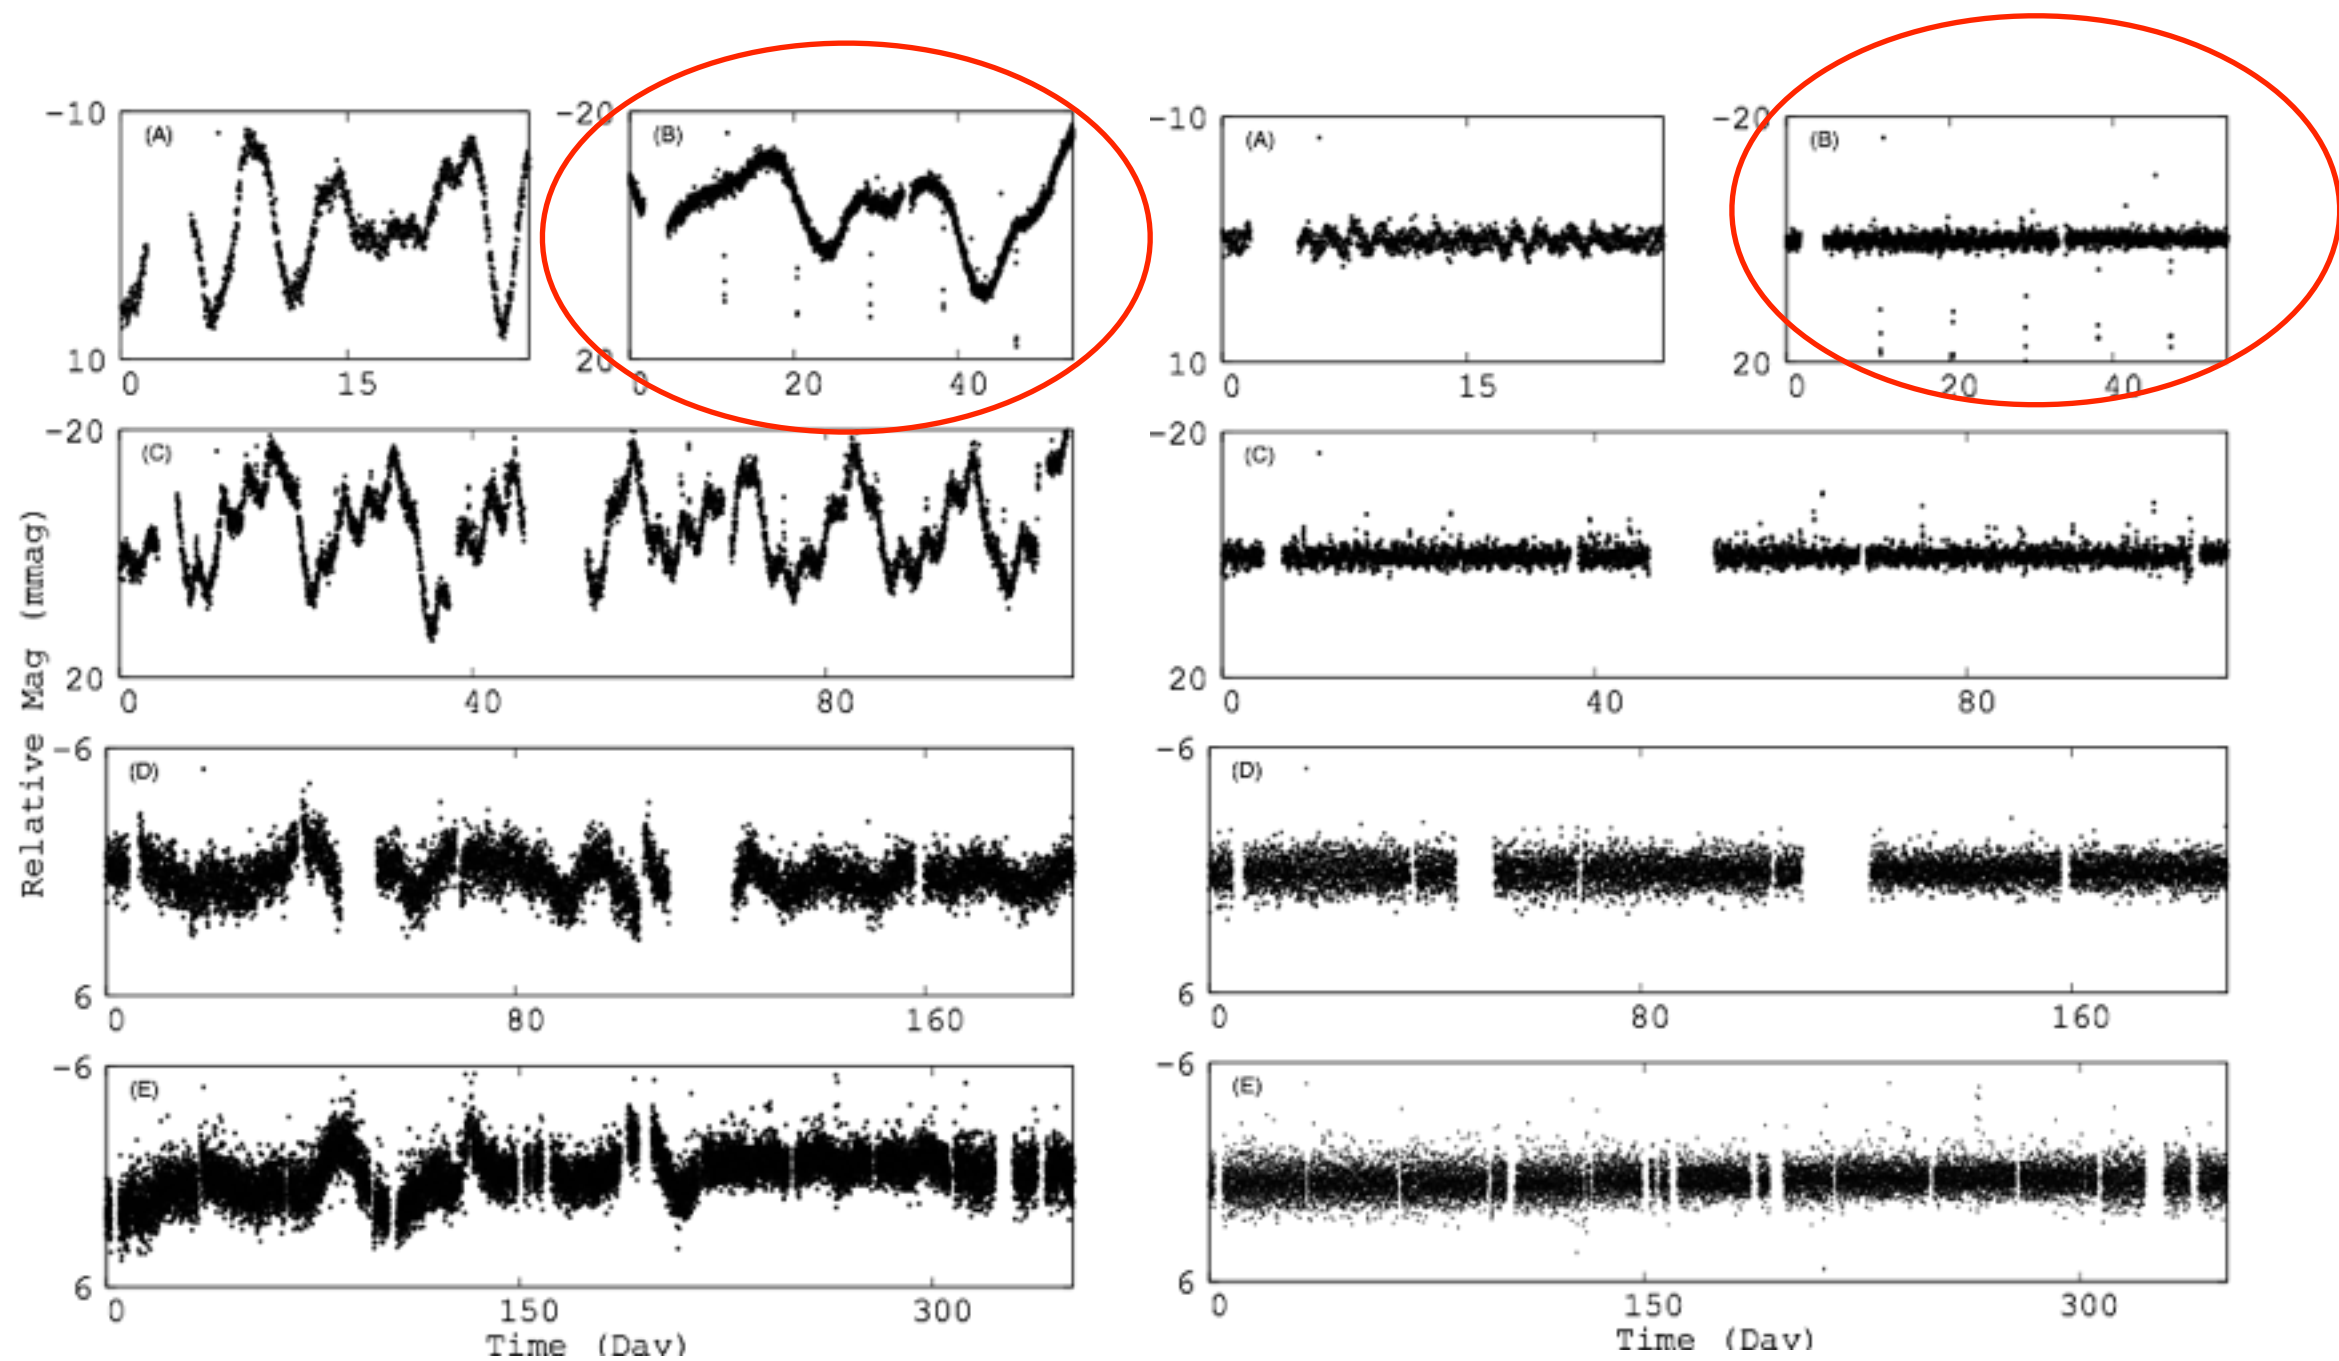 -10 (A) -20 (B) -10 (A) -20 (B)
10 20 10 20
0 15 0 20 40 0 15 0 20 40
-20 (C) -20 (C)
20 20
0 40 80 0 40 80
-6 (D) -6 (D)
6 6
0 80 160 0 80 160
-6 (E) -6 (E)
6 6
0 150 300 0 150 300
Time (Day) Time (Day)
Relative Mag (mmag)